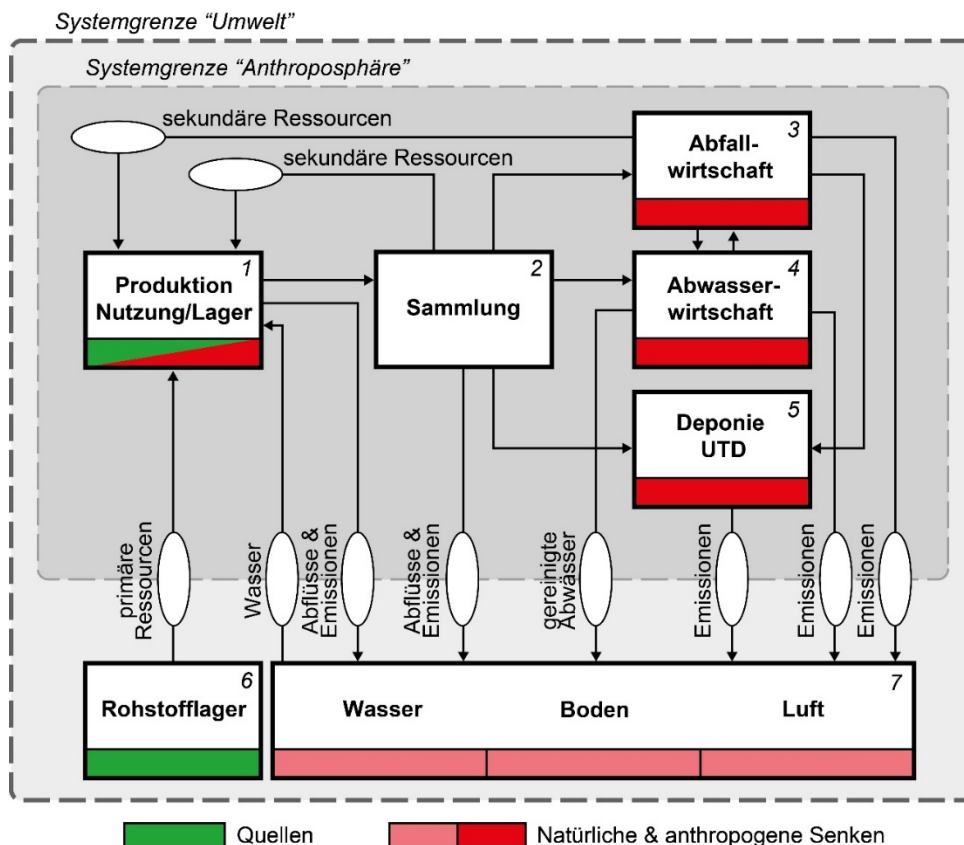 Systemgrenze “Umwelt”
Systemgrenze “Anthroposphäre”
sekundäre Ressourcen
sekundäre Ressourcen
3
Abfall-
wirtschaft
1
Produktion
Nutzung/Lager
2
Sammlung
4
Abwasser-
wirtschaft
5
Deponie
UTD
primäre
Ressourcen
Wasser
Abflüsse &
Emissionen
Abflüsse &
Emissionen
gereinigte
Abwässer
Emissionen
Emissionen
Emissionen
6
Rohstofflager
7
Wasser
Boden
Luft
Quellen
Natürliche & anthropogene Senken